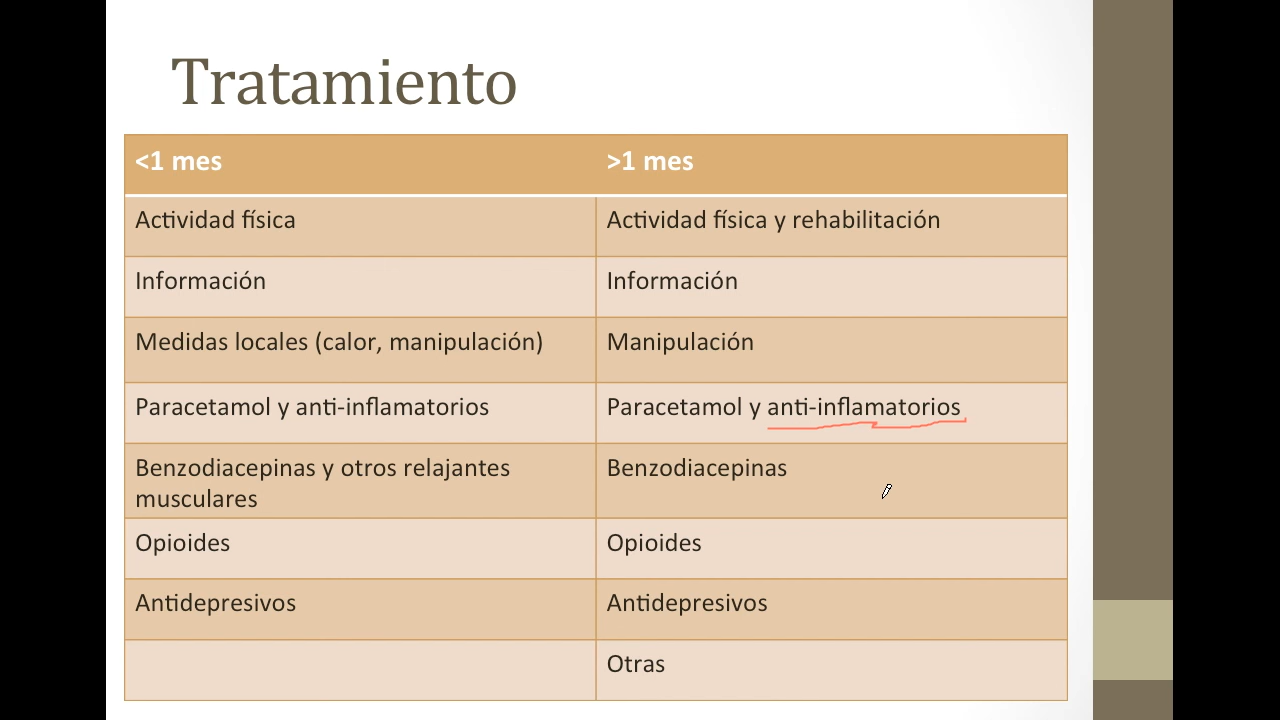 Tratamiento
<1 mes
>1 mes
Actividad física
Actividad física y rehabilitación
Información
Información
Medidas locales (calor, manipulación)
Manipulación
Paracetamol y anti-inflamatorios
Paracetamol y anti-inflamatorios
Benzodiacepinas y otros relajantes
musculares
Benzodiacepinas
Opioides
Opioides
Antidepresivos
Antidepresivos
Otras